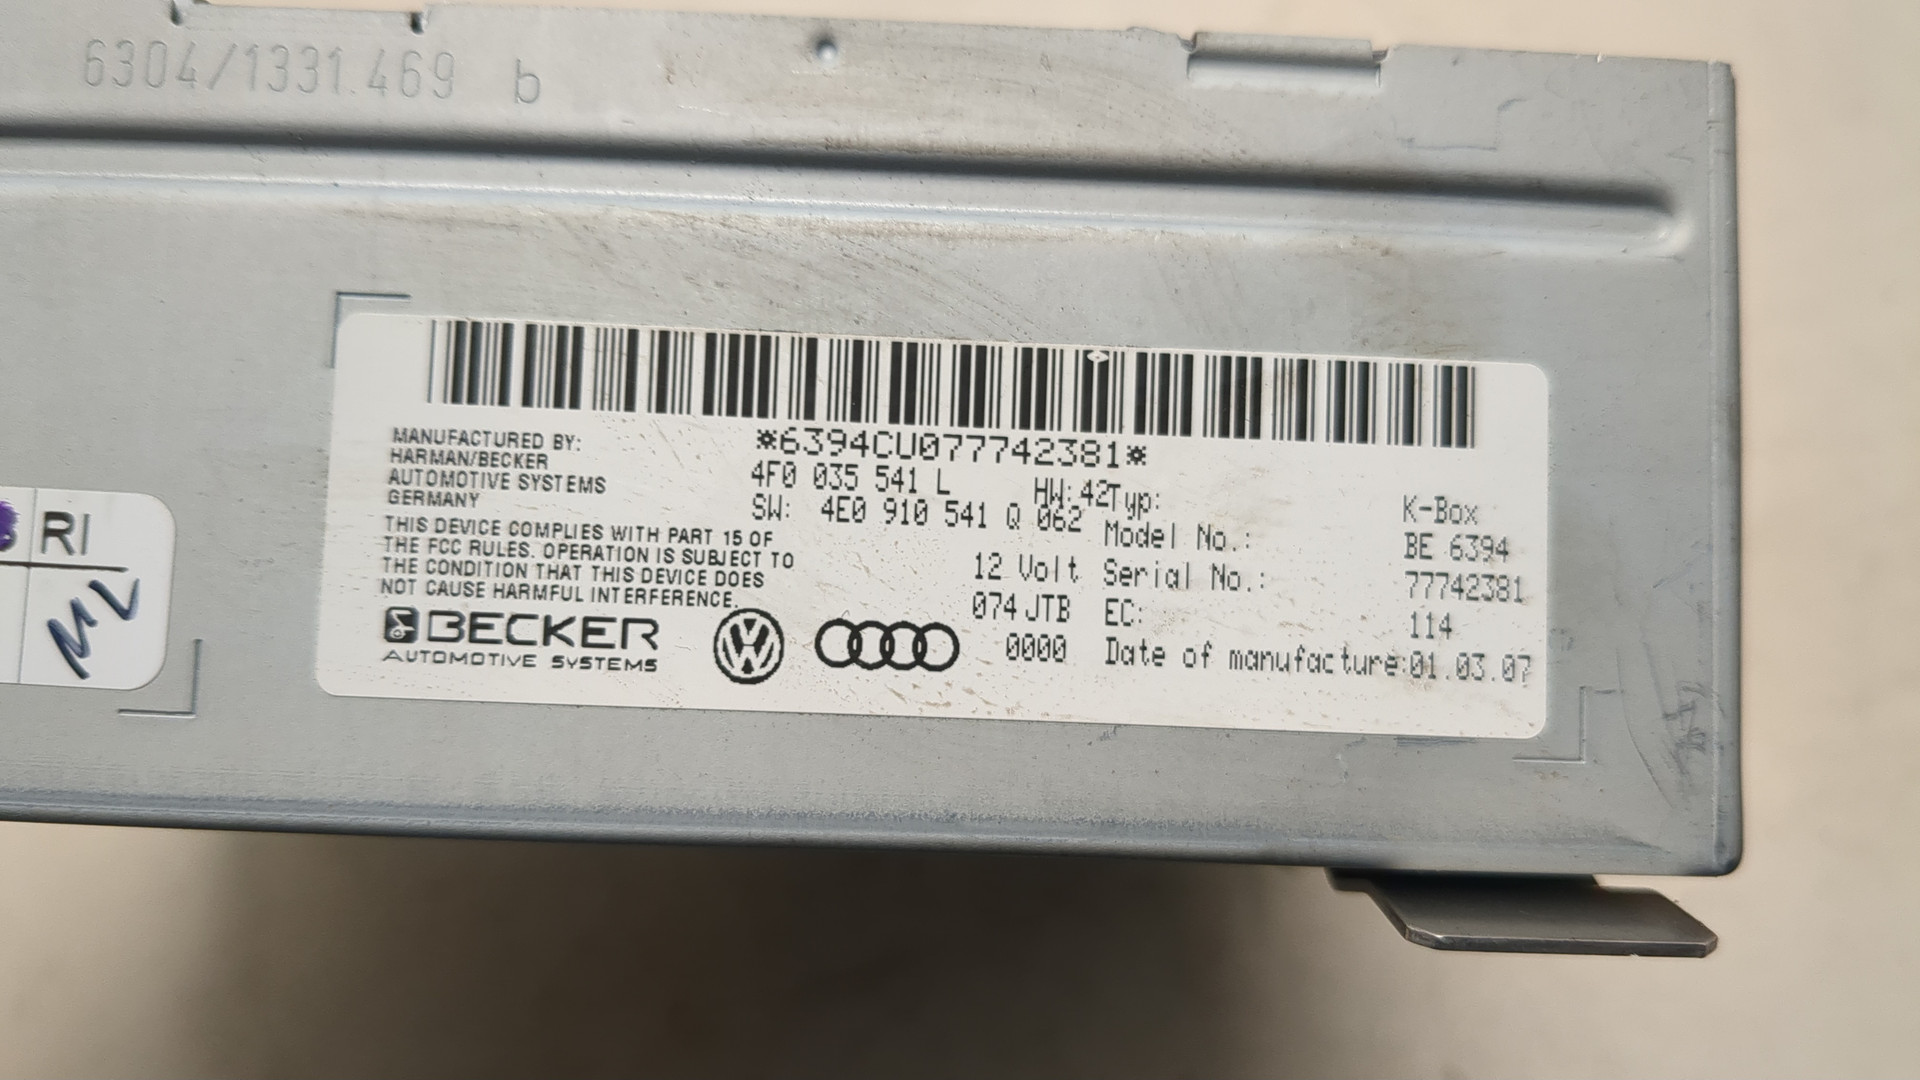 6304/1331.469 b
*6394CU077742381*
MANUFACTURED BY:
HARMAN/BECKER
AUTOMOTIVE SYSTEMS
GERMANY
THIS DEVICE COMPLIES WITH PART 15 OF
THE FCC RULES. OPERATION IS SUBJECT TO
THE CONDITION THAT THIS DEVICE DOES
NOT CAUSE HARMFUL INTERFERENCE.
BECKER
AUTOMOTIVE SYSTEMS
4F0 035 541 L HW:42
SW: 4E0 910 541 Q 062
12 Volt
074 JTB
0000
Typ: K-Box
Model No.: BE 6394
Serial No.: 77742381
EC: 114
Date of manufacture:01.03.07
RI
ML